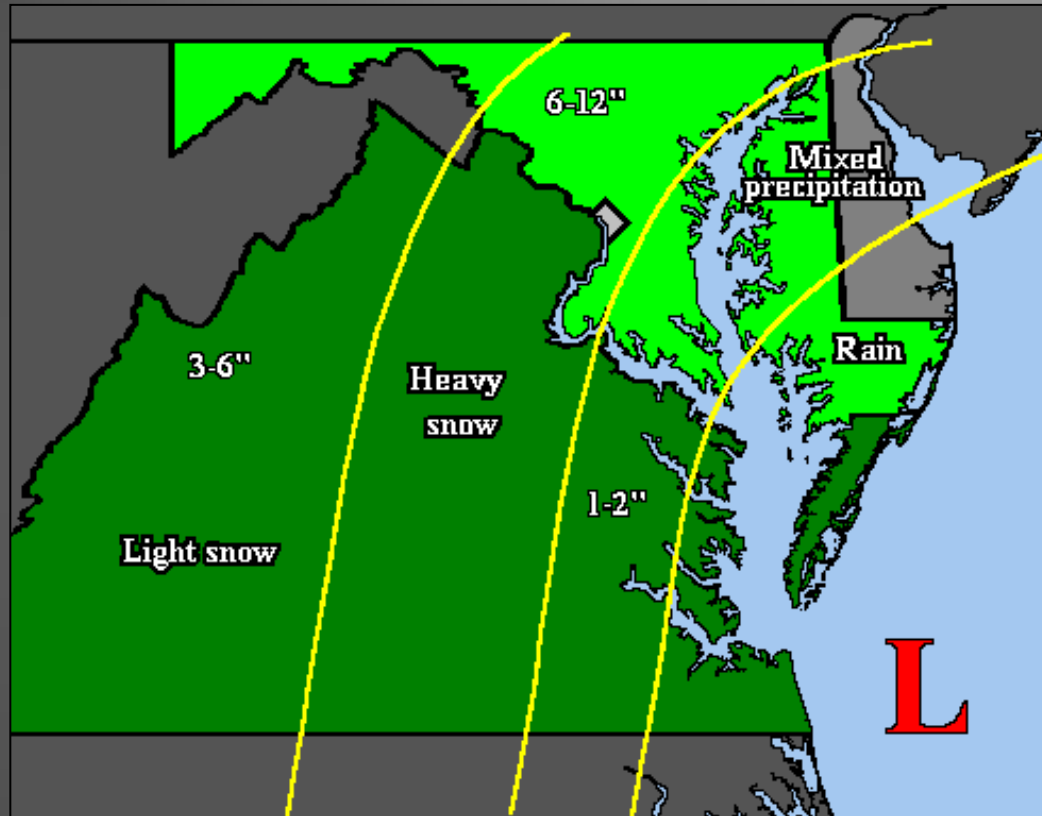 6-12"
Mixed
precipitation
3-6"
Rain
Heavy
snow
1-2"
Light snow
L